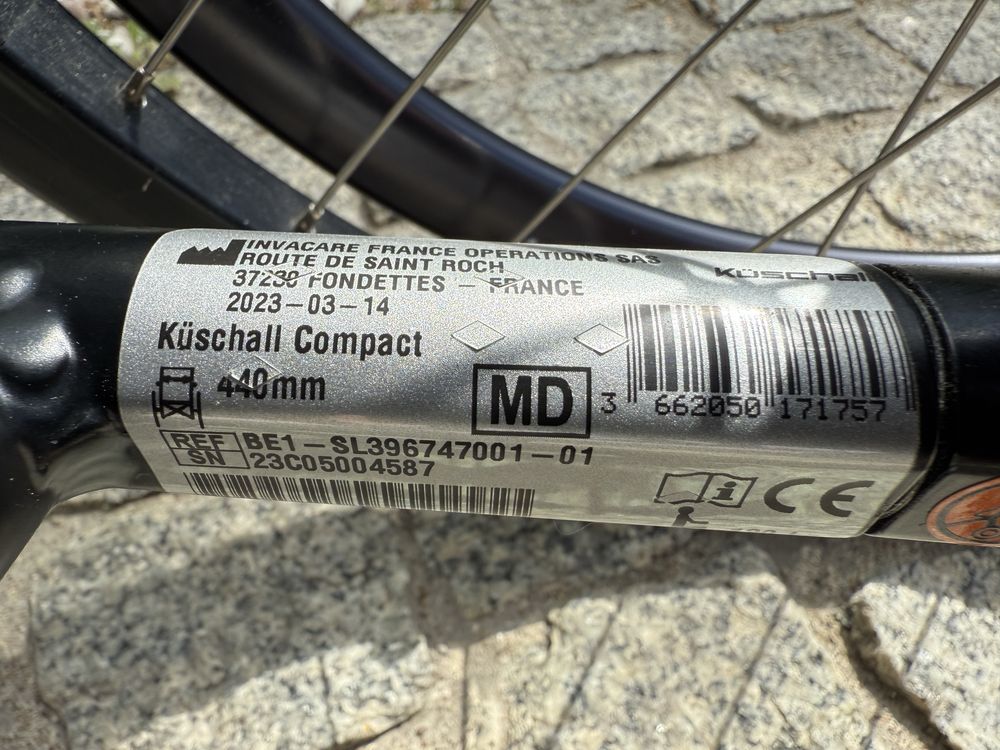 INVACARE FRANCE OPERATIONS SAS
ROUTE DE SAINT ROCH
37230 FONDETTES - FRANCE
2023-03-14
küschall
Küschall Compact
440mm
MD
3 662050 171757
REF BE1-SL396747001-01
SN 23C05004587
i
CE